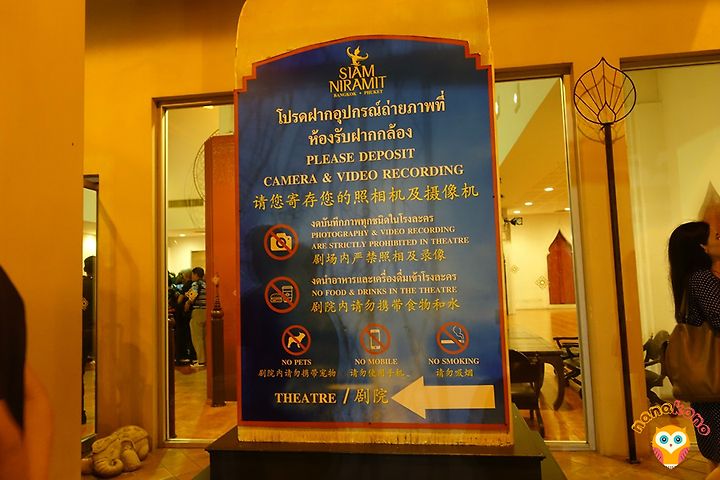 SIAM
NIRAMIT
BANGKOK • PHUKET
โปรดฝากอุปกรณ์ถ่ายภาพที่
ห้องรับฝากกล้อง
PLEASE DEPOSIT
CAMERA & VIDEO RECORDING
请您寄存您的照相机及摄像机
งดบันทึกภาพทุกชนิดในโรงละคร
PHOTOGRAPHY & VIDEO RECORDING
ARE STRICTLY PROHIBITED IN THEATRE
剧场内严禁照相及录像
งดนำอาหารและเครื่องดื่มเข้าโรงละคร
NO FOOD & DRINKS IN THE THEATRE
剧院内请勿携带食物和水
NO PETS
剧院内请勿携带宠物
NO MOBILE
请勿使用手机
NO SMOKING
请勿吸烟
THEATRE / 剧院
nanakono